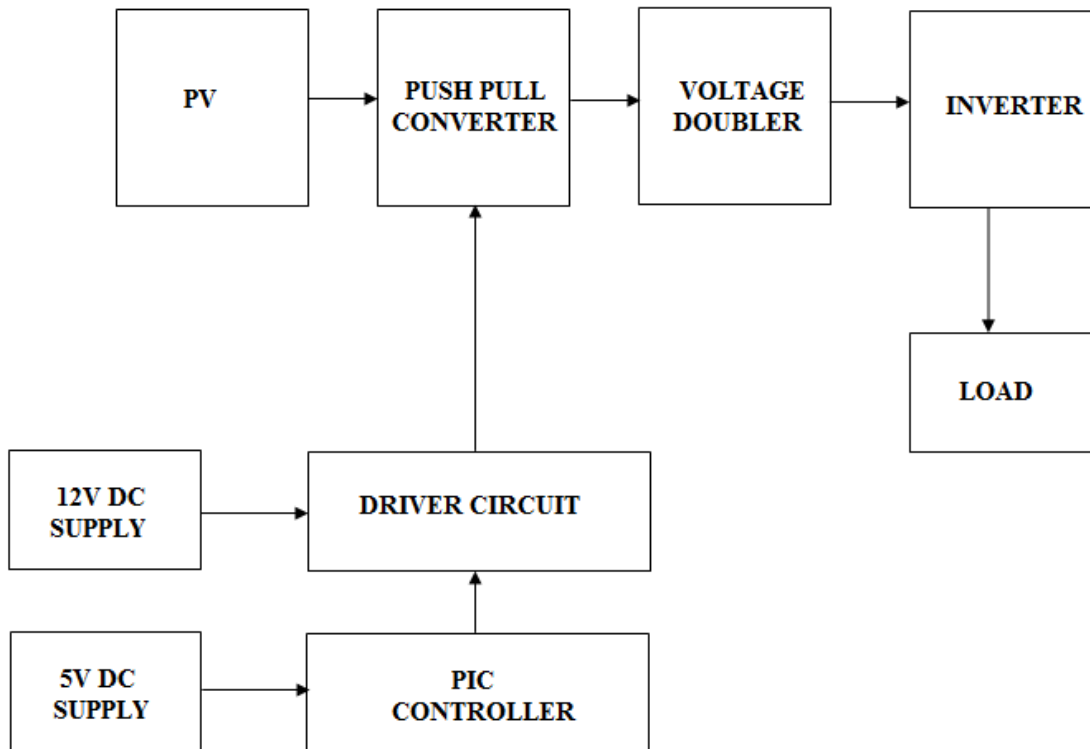 PV
PUSH PULL
CONVERTER
VOLTAGE
DOUBLER
INVERTER
LOAD
12V DC
SUPPLY
DRIVER CIRCUIT
5V DC
SUPPLY
PIC
CONTROLLER